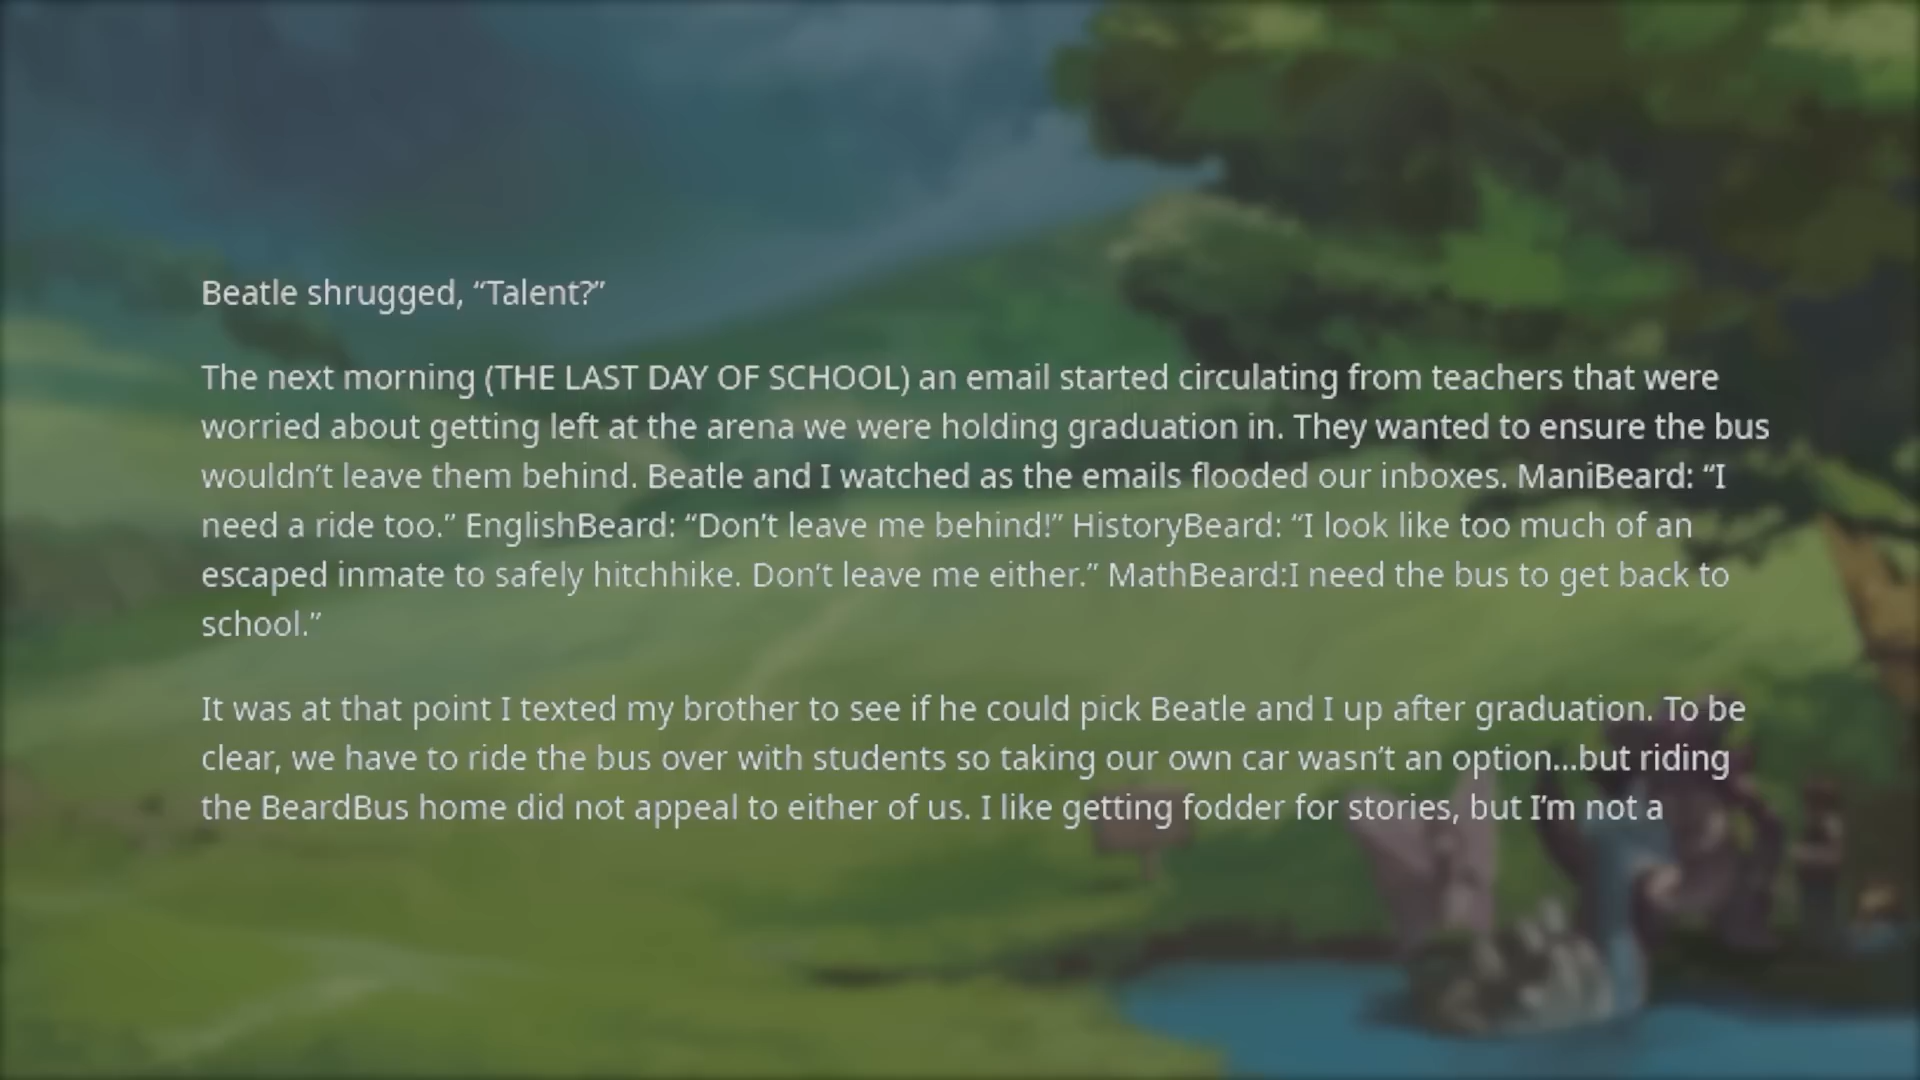 Beatle shrugged, “Talent?”
The next morning (THE LAST DAY OF SCHOOL) an email started circulating from teachers that were
worried about getting left at the arena we were holding graduation in. They wanted to ensure the bus
wouldn’t leave them behind. Beatle and I watched as the emails flooded our inboxes. ManiBeard: “I
need a ride too.” EnglishBeard: “Don’t leave me behind!” HistoryBeard: “I look like too much of an
escaped inmate to safely hitchhike. Don’t leave me either.” MathBeard:I need the bus to get back to
school.”
It was at that point I texted my brother to see if he could pick Beatle and I up after graduation. To be
clear, we have to ride the bus over with students so taking our own car wasn’t an option...but riding
the BeardBus home did not appeal to either of us. I like getting fodder for stories, but I’m not a